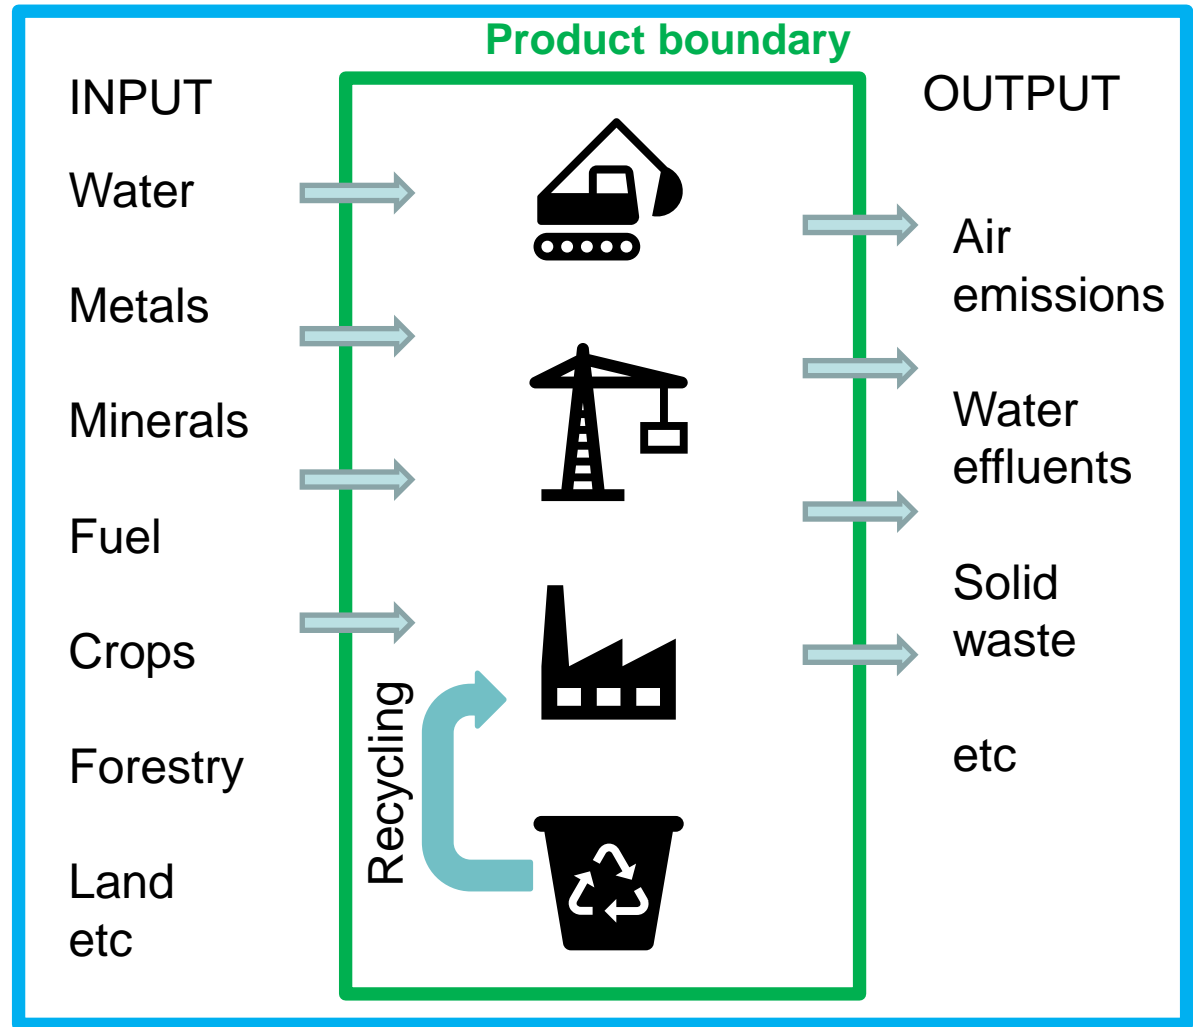 Product boundary
INPUT
Water
Metals
Minerals
Fuel
Crops
Forestry
Land
etc
Recycling
OUTPUT
Air
emissions
Water
effluents
Solid
waste
etc